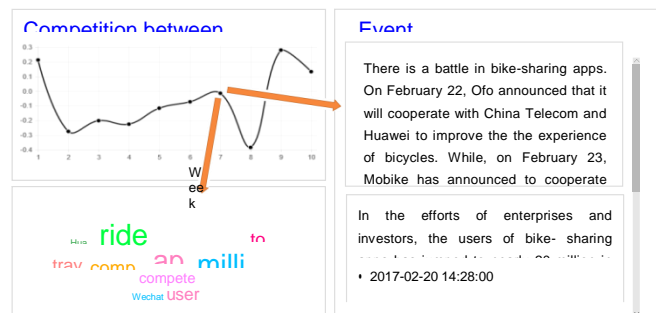 Competition between
0.3
0.2
0.1
0.0
-0.1
-0.2
-0.3
-0.4
1 2 3 4 5 6 7 8 9 10
W
ee
k
ride
to
trav comp ap milli
compete
Wechat user
Event
There is a battle in bike-sharing apps.
On February 22, Ofo announced that it
will cooperate with China Telecom and
Huawei to improve the the experience
of bicycles. While, on February 23,
Mobike has announced to cooperate
In the efforts of enterprises and
investors, the users of bike- sharing
• 2017-02-20 14:28:00